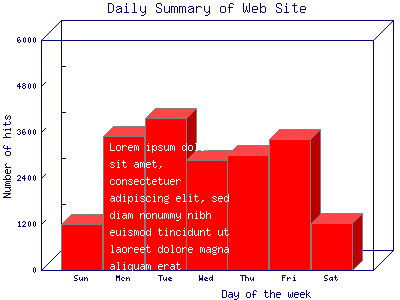 Daily Summary of Web Site
6000
4800
3600
2400
1200
0
Number of hits
Lorem ipsum dolor
sit amet,
consectetuer
adipiscing elit, sed
diam nonummy nibh
euismod tincidunt ut
laoreet dolore magna
aliquam erat
Sun Mon Tue Wed Thu Fri Sat
Day of the week